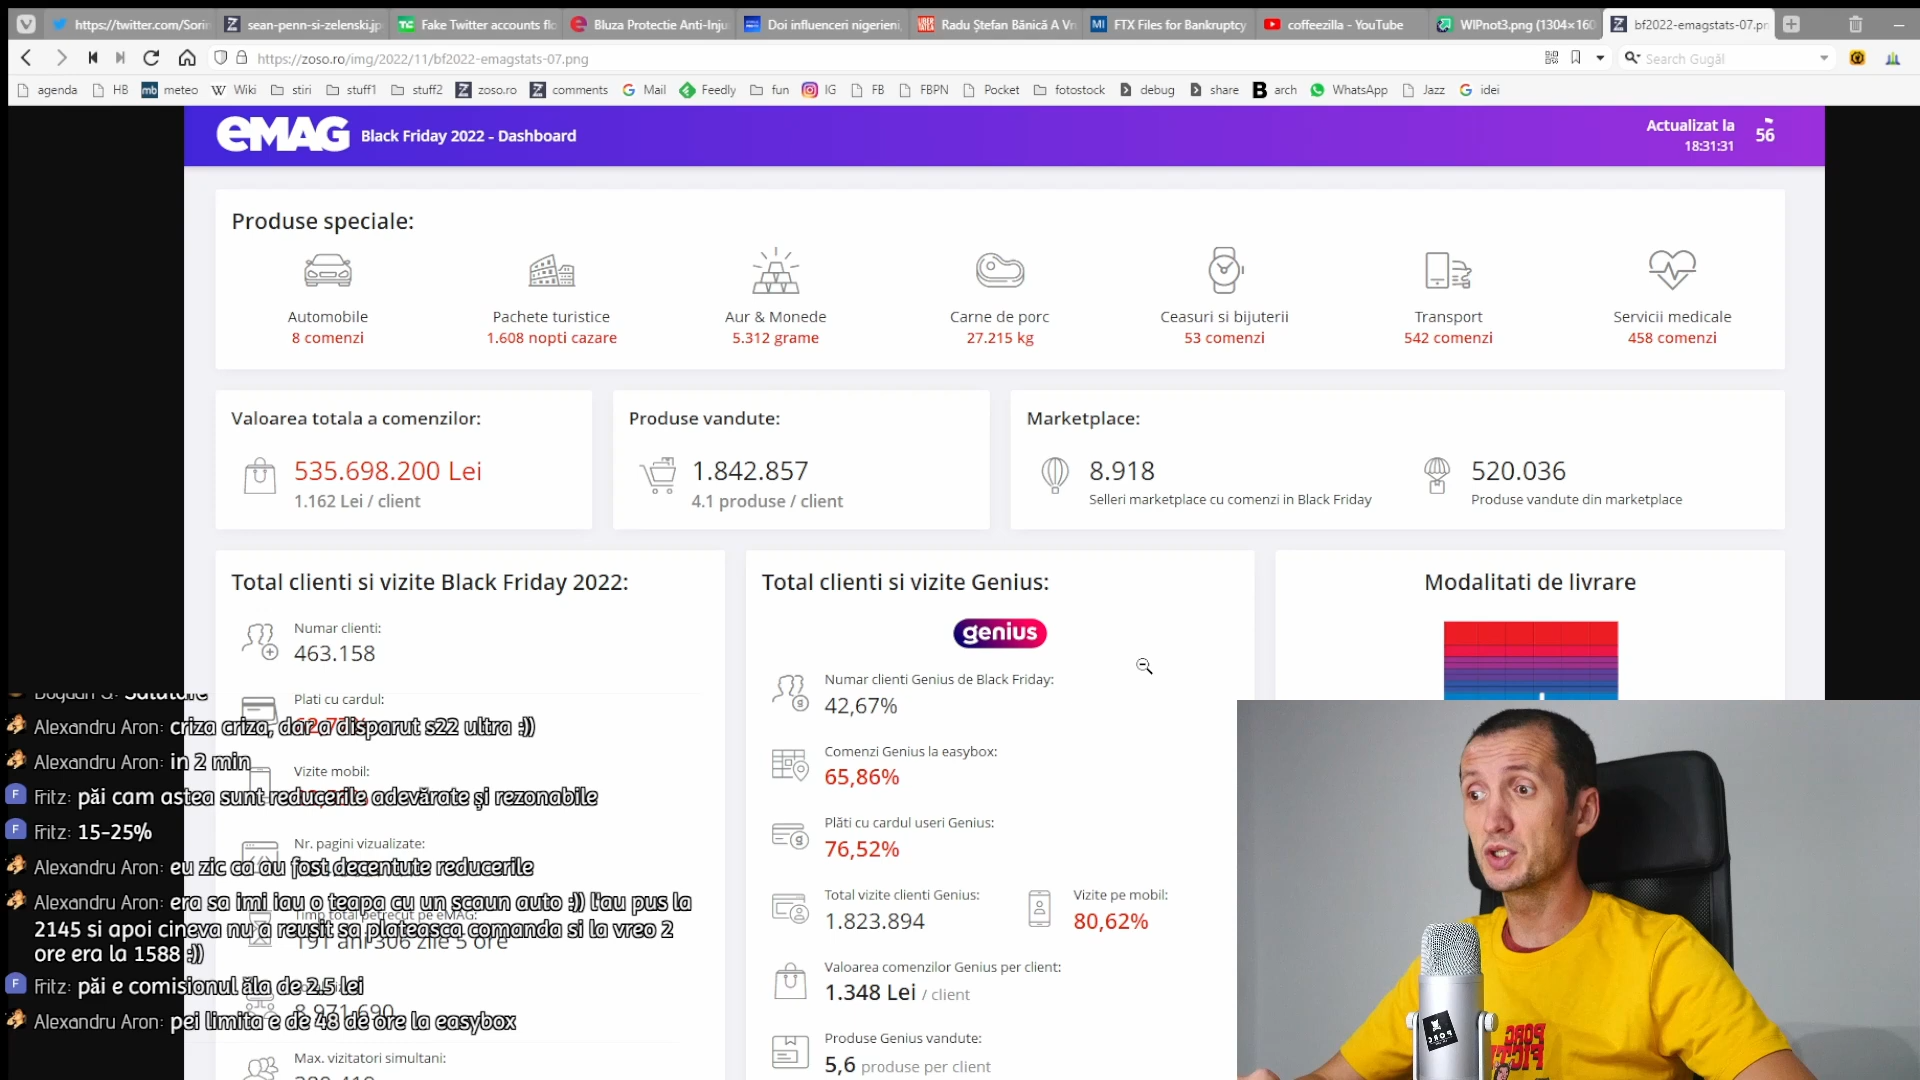 https://twitter.com/Sorin
sean-penn-si-zelenski.jp
Fake Twitter accounts flo
Bluza Protectie Anti-Inju
Doi influenceri nigerieni,
Radu Ștefan Bănică A Vr
FTX Files for Bankruptcy
coffeezilla - YouTube
WIPnot3.png (1304×160
bf2022-emagstats-07.pn
https://zoso.ro/img/2022/11/bf2022-emagstats-07.png
Search Gugăl
agenda HB meteo Wiki stiri stuff1 stuff2 zoso.ro comments Mail Feedly fun IG FB FBPN Pocket fotostock debug share arch WhatsApp Jazz idei
eMAG Black Friday 2022 - Dashboard
Actualizat la
18:31:31
56
Produse speciale:
Automobile
8 comenzi
Pachete turistice
1.608 nopti cazare
Aur & Monede
5.312 grame
Carne de porc
27.215 kg
Ceasuri si bijuterii
53 comenzi
Transport
542 comenzi
Servicii medicale
458 comenzi
Valoarea totala a comenzilor:
535.698.200 Lei
1.162 Lei / client
Produse vandute:
1.842.857
4.1 produse / client
Marketplace:
8.918
Selleri marketplace cu comenzi in Black Friday
520.036
Produse vandute din marketplace
Total clienti si vizite Black Friday 2022:
Numar clienti:
463.158
Plati cu cardul:
Vizite mobil:
Nr. pagini vizualizate:
Timp total petrecut pe eMAG:
191 ani 306 zile 5 ore
8.971.690
Max. vizitatori simultani:
Total clienti si vizite Genius:
genius
Numar clienti Genius de Black Friday:
42,67%
Comenzi Genius la easybox:
65,86%
Plăti cu cardul useri Genius:
76,52%
Total vizite clienti Genius:
1.823.894
Vizite pe mobil:
80,62%
Valoarea comenzilor Genius per client:
1.348 Lei / client
Produse Genius vandute:
5,6 produse per client
Modalitati de livrare
Bogdan S: Salutare
Alexandru Aron: criza criza, dar a disparut s22 ultra :))
Alexandru Aron: in 2 min
Fritz: păi cam astea sunt reducerile adevărate și rezonabile
Fritz: 15-25%
Alexandru Aron: eu zic ca au fost decentute reducerile
Alexandru Aron: era sa imi iau o teapa cu un scaun auto :)) l'au pus la
2145 si apoi cineva nu a reusit sa plateasca comanda si la vreo 2
ore era la 1588 :))
Fritz: păi e comisionul ăla de 2.5 lei
Alexandru Aron: pei limita e de 48 de ore la easybox